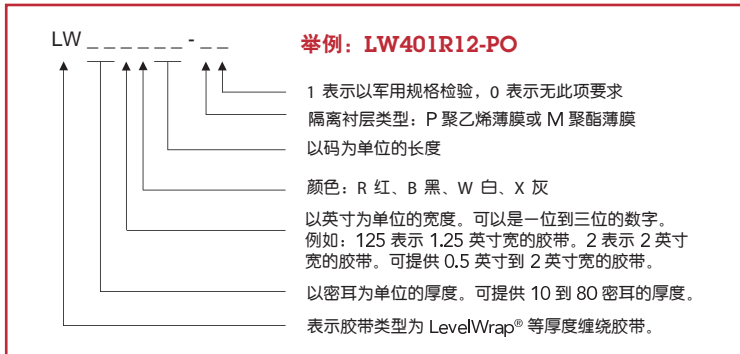 LW _ _ _ _ _ _ - _ _
举例：LW401R12-PO
1 表示以军用规格检验，0 表示无此项要求
隔离衬层类型：P 聚乙烯薄膜或 M 聚酯薄膜
以码为单位的长度
颜色：R 红、B 黑、W 白、X 灰
以英寸为单位的宽度。可以是一位到三位的数字。
例如：125 表示 1.25 英寸宽的胶带。2 表示 2 英寸
宽的胶带。可提供 0.5 英寸到 2 英寸宽的胶带。
以密耳为单位的厚度。可提供 10 到 80 密耳的厚度。
表示胶带类型为 LevelWrap® 等厚度缠绕胶带。